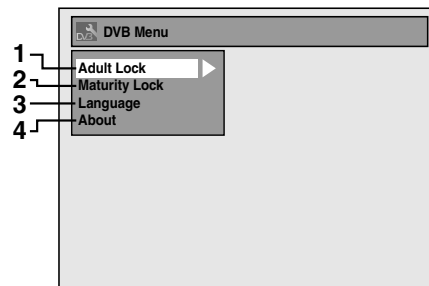 DVB Menu
1 Adult Lock
2 Maturity Lock
3 Language
4 About